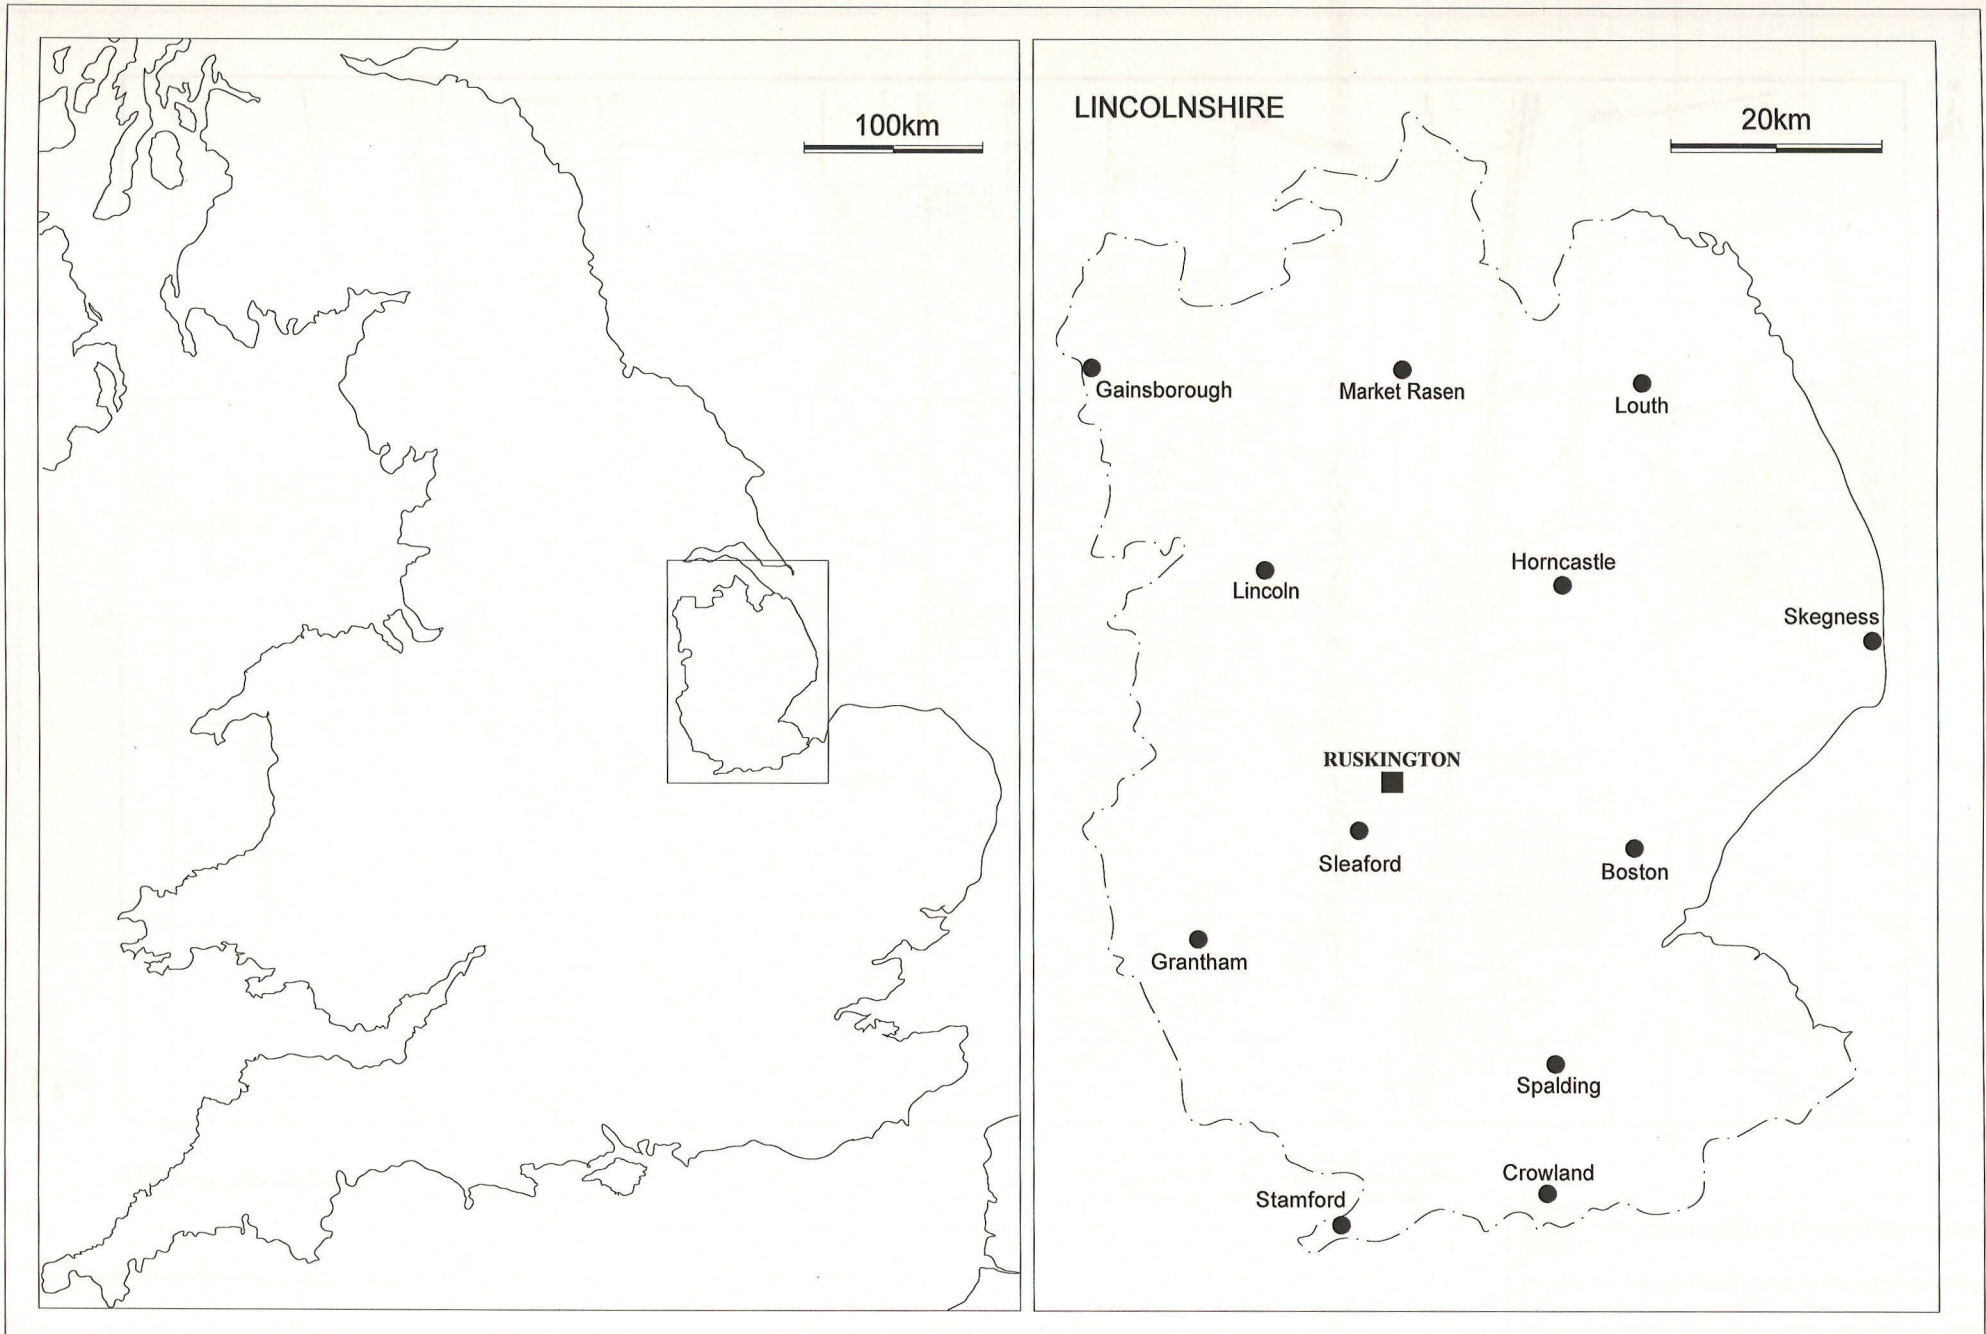 100km
LINCOLNSHIRE
20km
Gainsborough
Market Rasen
Louth
Lincoln
Horncastle
Skegness
RUSKINGTON
Sleaford
Boston
Grantham
Spalding
Crowland
Stamford